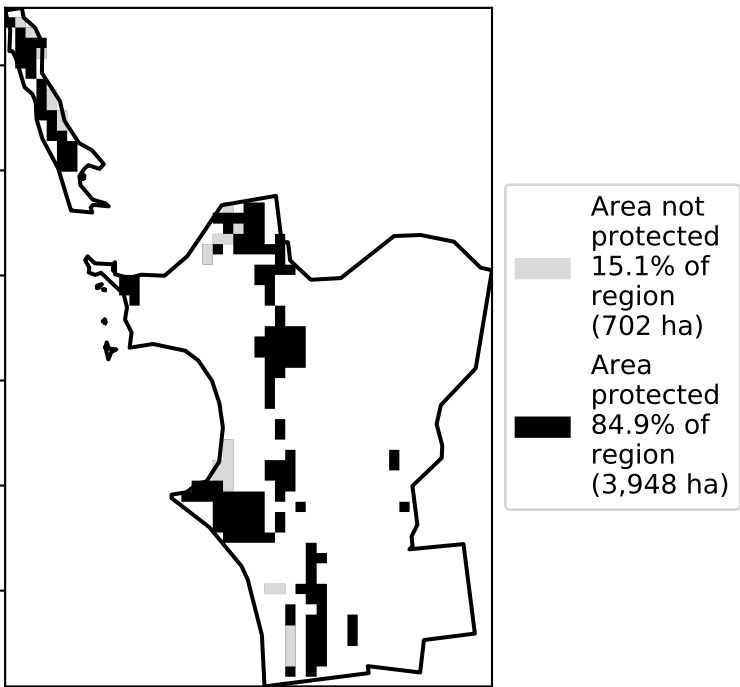 Area not
protected
15.1% of
region
(702 ha)
Area
protected
84.9% of
region
(3,948 ha)